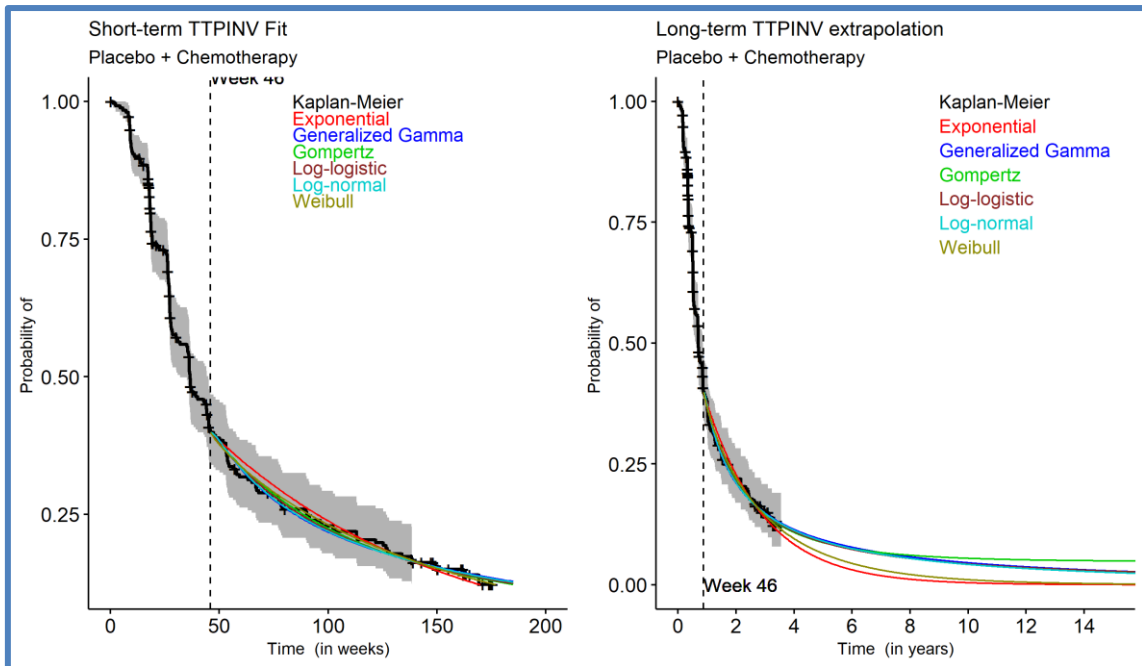 Short-term TTPINV Fit
Placebo + Chemotherapy
Week 46
Kaplan-Meier
Exponential
Generalized Gamma
Gompertz
Log-logistic
Log-normal
Weibull
1.00
0.75
0.50
0.25
Probability of
0
50
100
150
200
Time (in weeks)
Long-term TTPINV extrapolation
Placebo + Chemotherapy
Kaplan-Meier
Exponential
Generalized Gamma
Gompertz
Log-logistic
Log-normal
Weibull
1.00
0.75
0.50
0.25
0.00
Probability of
Week 46
0
2
4
6
8
10
12
14
Time (in years)